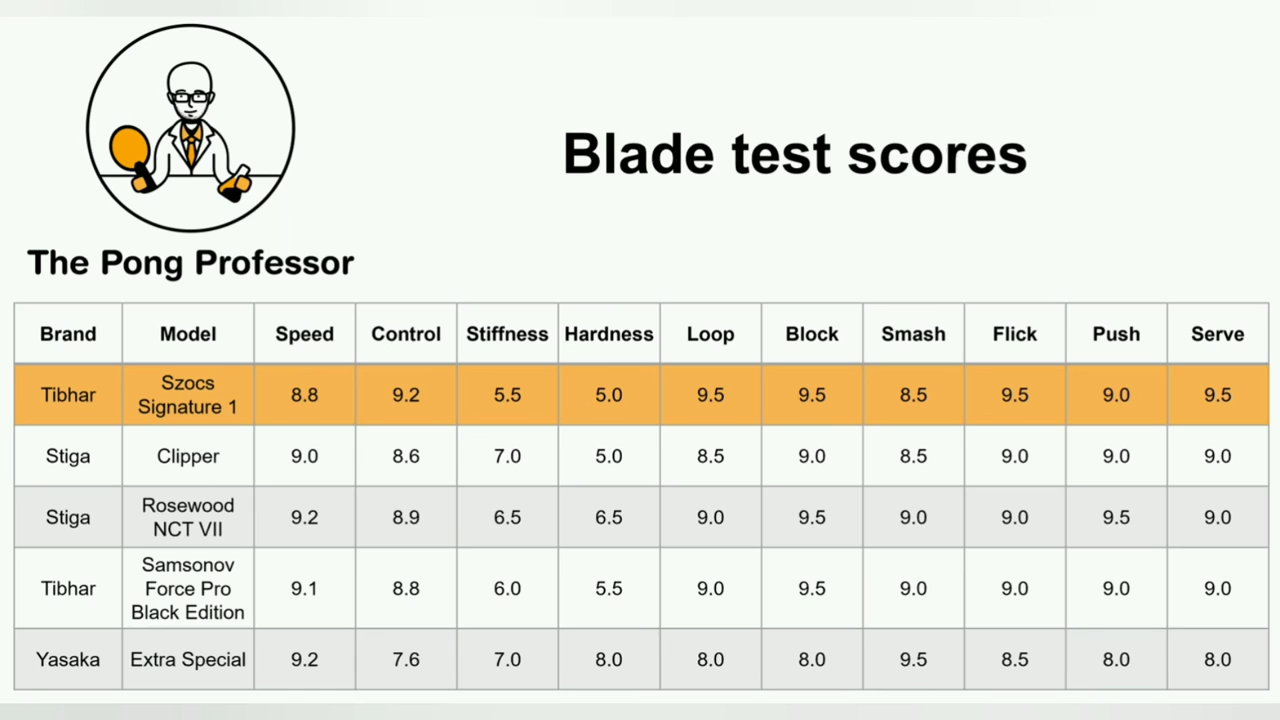 Blade test scores
The Pong Professor
Brand Model Speed Control Stiffness Hardness Loop Block Smash Flick Push Serve
Tibhar Szocs Signature 1 8.8 9.2 5.5 5.0 9.5 9.5 8.5 9.5 9.0 9.5
Stiga Clipper 9.0 8.6 7.0 5.0 8.5 9.0 8.5 9.0 9.0 9.0
Stiga Rosewood NCT VII 9.2 8.9 6.5 6.5 9.0 9.5 9.0 9.0 9.5 9.0
Tibhar Samsonov Force Pro Black Edition 9.1 8.8 6.0 5.5 9.0 9.5 9.0 9.0 9.0 9.0
Yasaka Extra Special 9.2 7.6 7.0 8.0 8.0 8.0 9.5 8.5 8.0 8.0